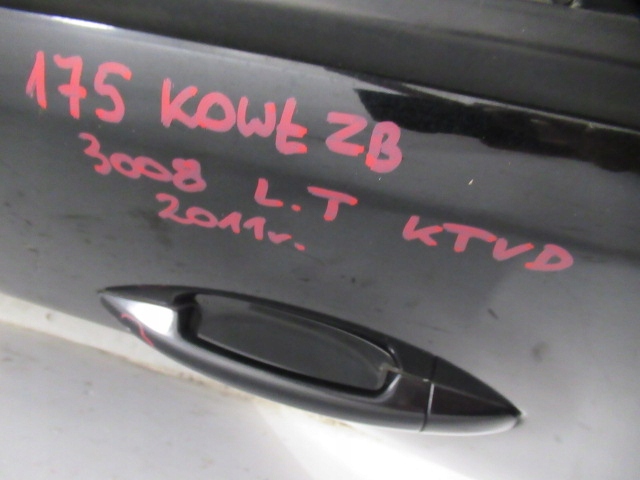 175 KOWŁ ZB
3008 L.T KTVD
2011r.